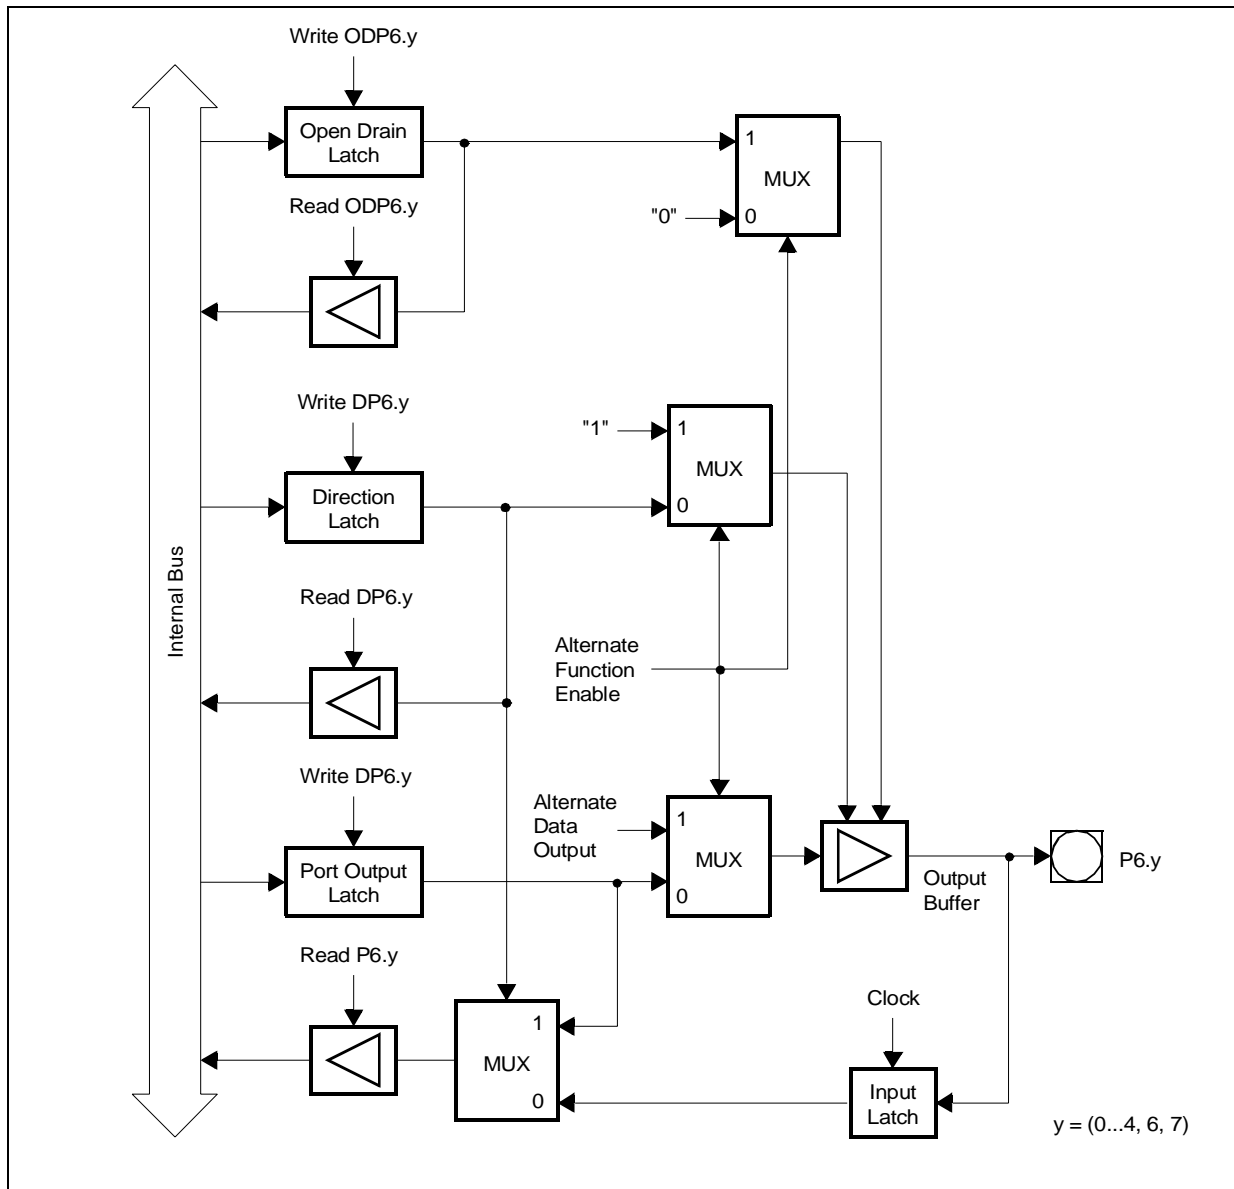 Write ODP6.y
Open Drain
Latch
1
MUX
Read ODP6.y
"0"
0
Write DP6.y
"1"
1
MUX
Direction
Latch
0
Internal Bus
Read DP6.y
Alternate
Function
Enable
Write DP6.y
Alternate
Data
Output
1
MUX
P6.y
Port Output
Latch
0
Output
Buffer
Read P6.y
Clock
1
MUX
0
Input
Latch
y = (0...4, 6, 7)